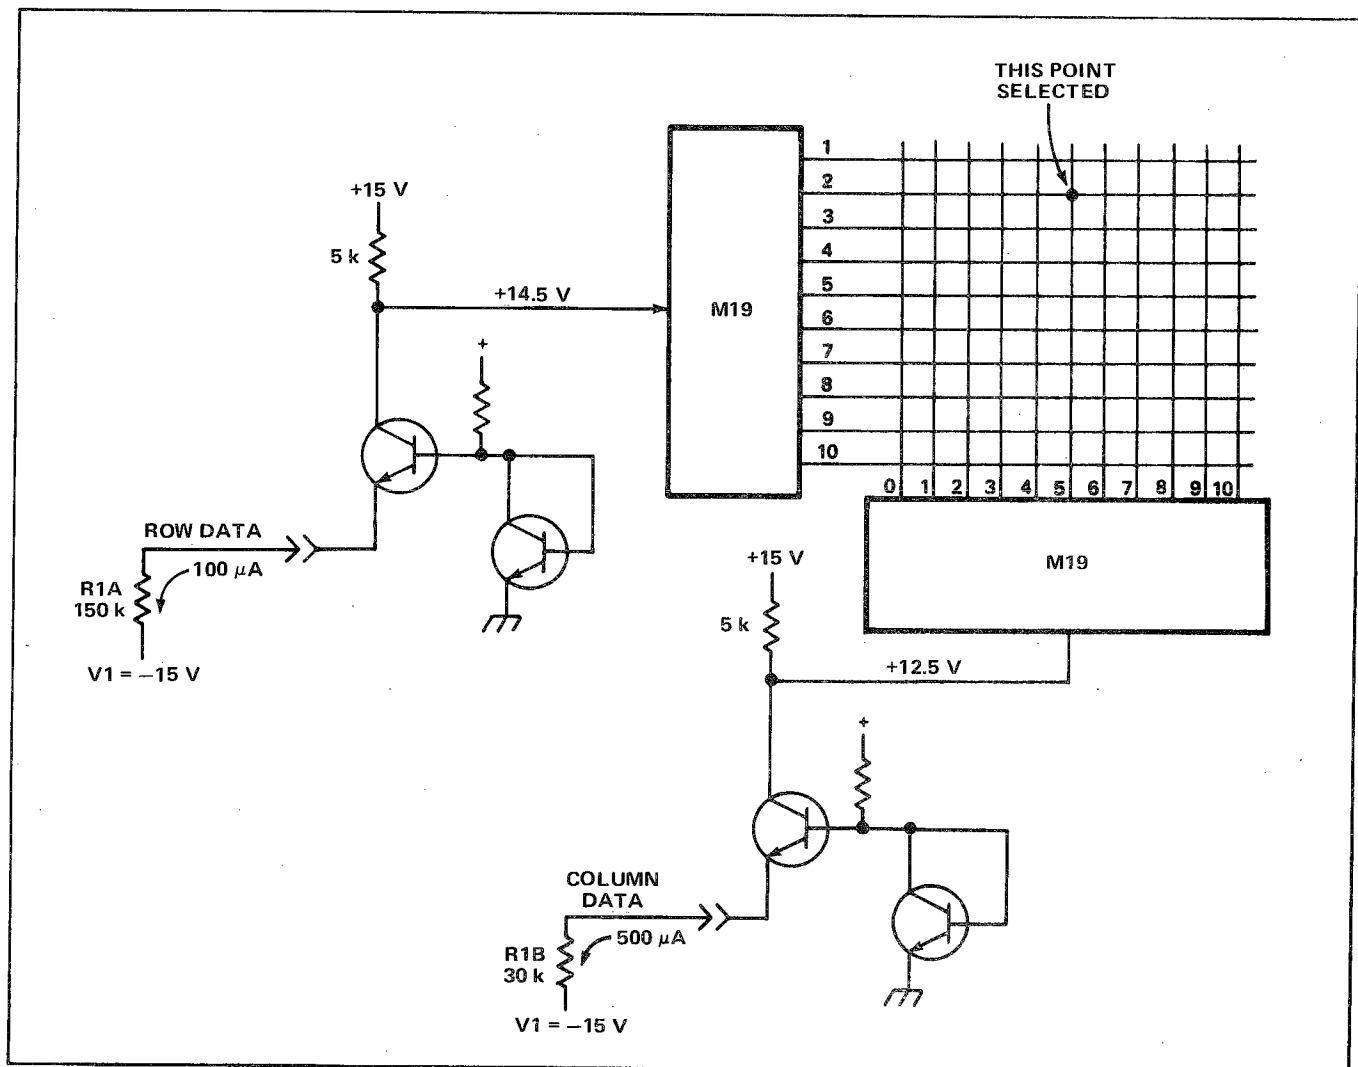 THIS POINT
SELECTED
+15 V
5 k
+14.5 V
M19
1
2
3
4
5
6
7
8
9
10
0 1 2 3 4 5 6 7 8 9 10
M19
+
ROW DATA
100 μA
R1A
150 k
V1 = −15 V
+15 V
5 k
+12.5 V
+
COLUMN
DATA
500 μA
R1B
30 k
V1 = −15 V